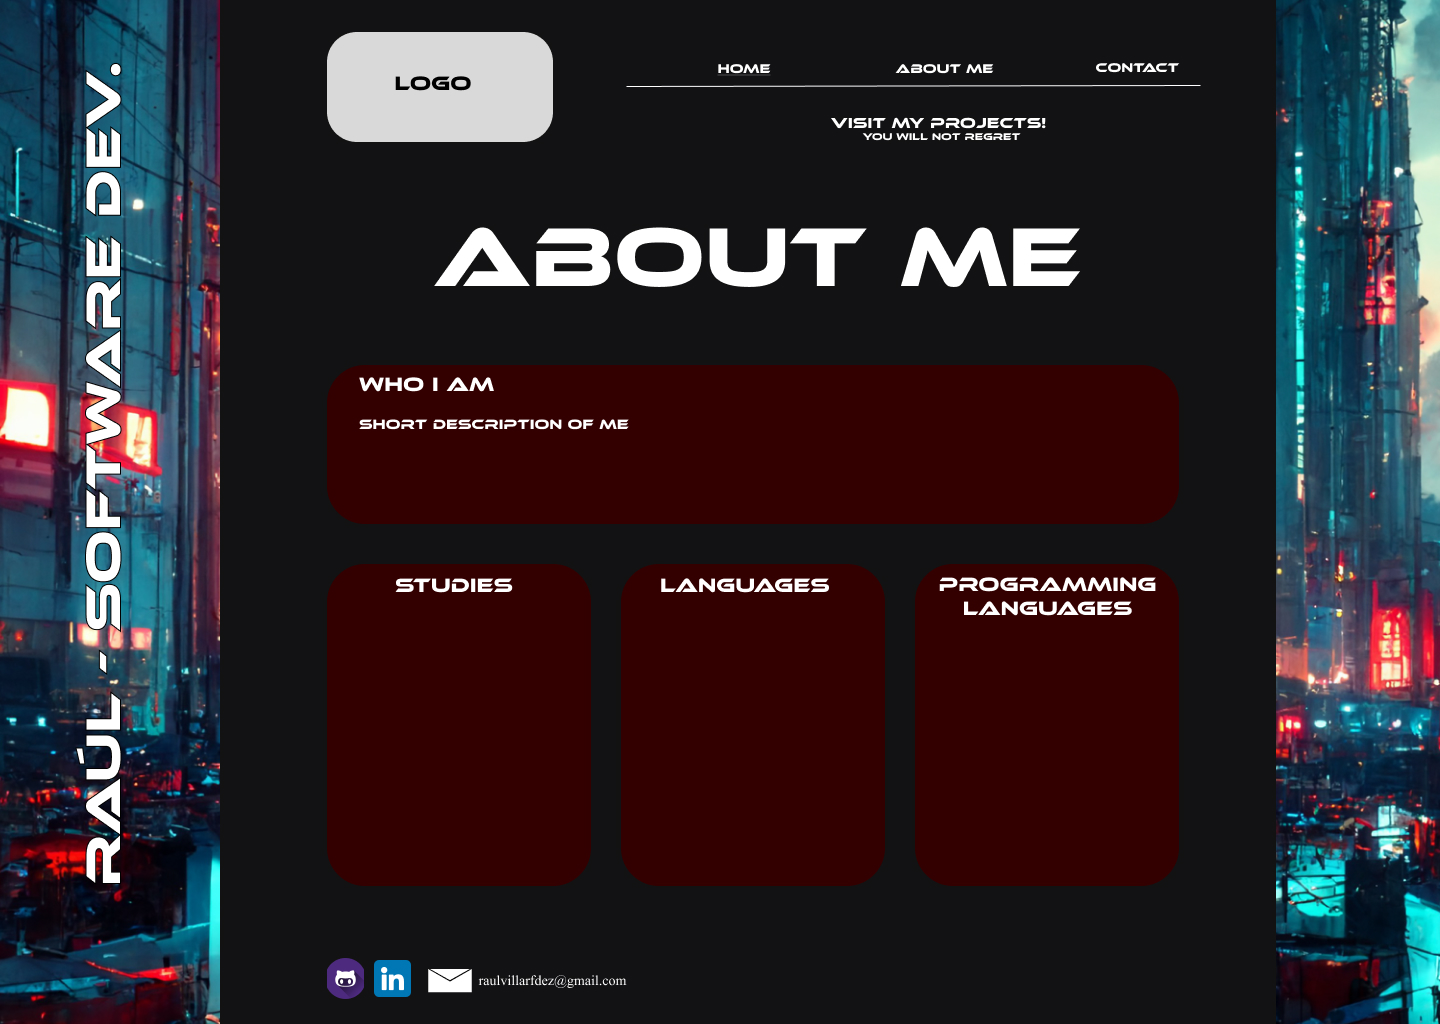 RAÚL - SOFTWARE DEV.
LOGO
HOME
ABOUT ME
CONTACT
VISIT MY PROJECTS!
YOU WILL NOT REGRET
ABOUT ME
WHO I AM
SHORT DESCRIPTION OF ME
STUDIES
LANGUAGES
PROGRAMMING
LANGUAGES
in
raulvillarfdez@gmail.com